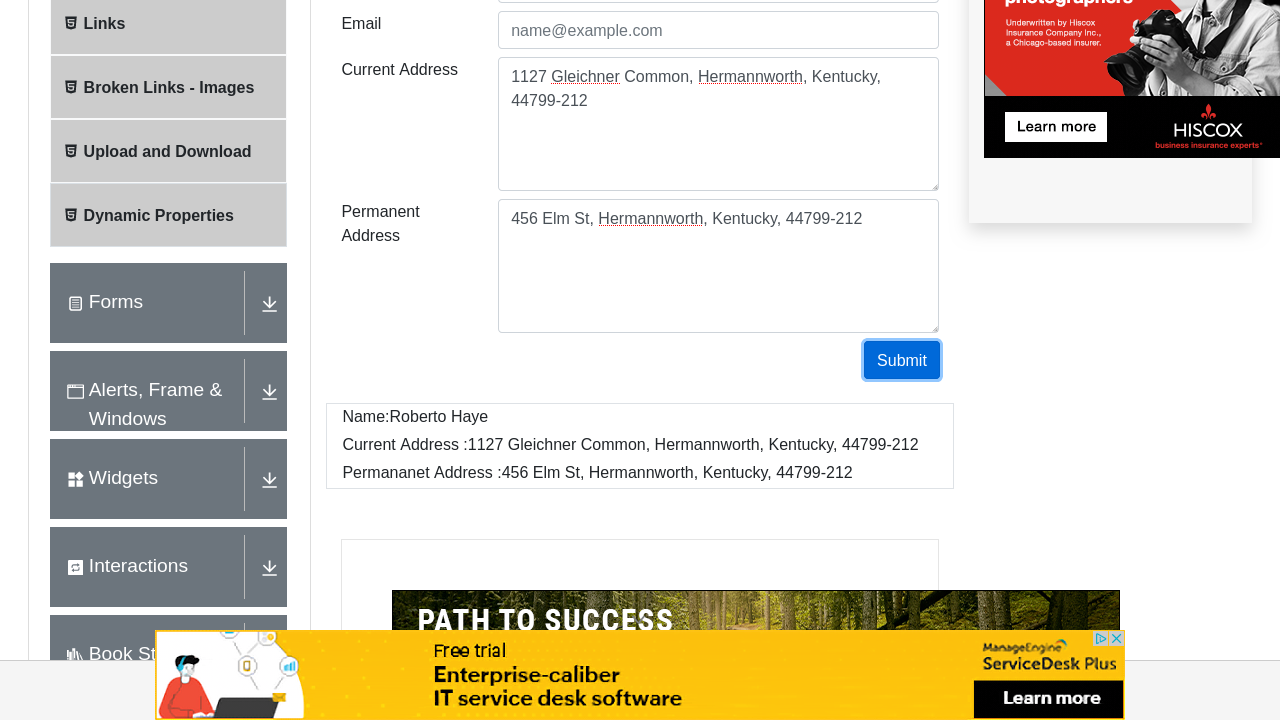 photographers
Underwritten by Hiscox
Insurance Company Inc.,
a Chicago-based insurer.
Learn more
HISCOX
business insurance experts
Links
Broken Links - Images
Upload and Download
Dynamic Properties
Forms
Alerts, Frame &
Windows
Widgets
Interactions
Book St
Email
name@example.com
Current Address
1127 Gleichner Common, Hermannworth, Kentucky,
44799-212
Permanent
Address
456 Elm St, Hermannworth, Kentucky, 44799-212
Submit
Name:Roberto Haye
Current Address :1127 Gleichner Common, Hermannworth, Kentucky, 44799-212
Permananet Address :456 Elm St, Hermannworth, Kentucky, 44799-212
PATH TO SUCCESS
Free trial
Enterprise-caliber
IT service desk software
ManageEngine
ServiceDesk Plus
Learn more